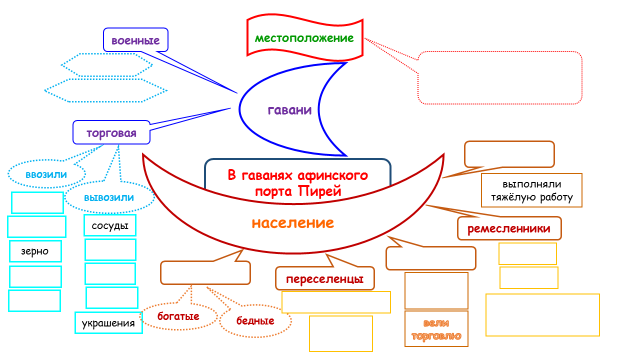 военные
местоположение
гавани
торговая
ввозили
вывозили
В гаванях афинского
порта Пирей
выполняли
тяжёлую работу
население
сосуды
ремесленники
зерно
переселенцы
богатые
бедные
украшения
вели
торговлю